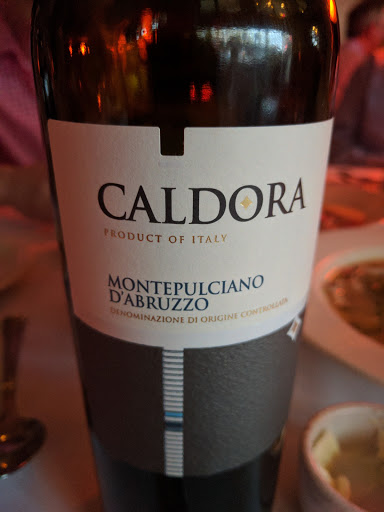 CALDORA
PRODUCT OF ITALY
MONTEPULCIANO
D'ABRUZZO
DENOMINAZIONE DI ORIGINE CONTROLLATA